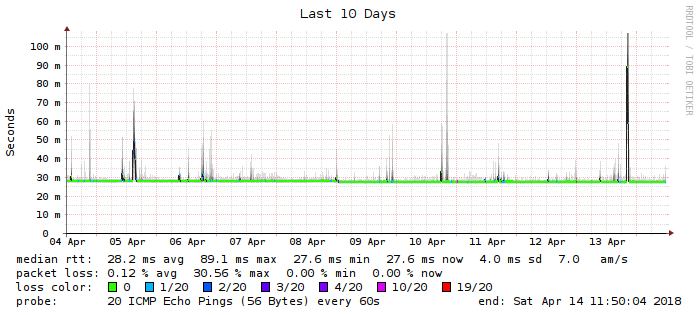 Last 10 Days
RRDTOOL / TOBI OETIKER
Seconds
100 m
90 m
80 m
70 m
60 m
50 m
40 m
30 m
20 m
10 m
0
04 Apr 05 Apr 06 Apr 07 Apr 08 Apr 09 Apr 10 Apr 11 Apr 12 Apr 13 Apr
median rtt: 28.2 ms avg 89.1 ms max 27.6 ms min 27.6 ms now 4.0 ms sd 7.0 am/s
packet loss: 0.12 % avg 30.56 % max 0.00 % min 0.00 % now
loss color: 0 1/20 2/20 3/20 4/20 10/20 19/20
probe: 20 ICMP Echo Pings (56 Bytes) every 60s end: Sat Apr 14 11:50:04 2018